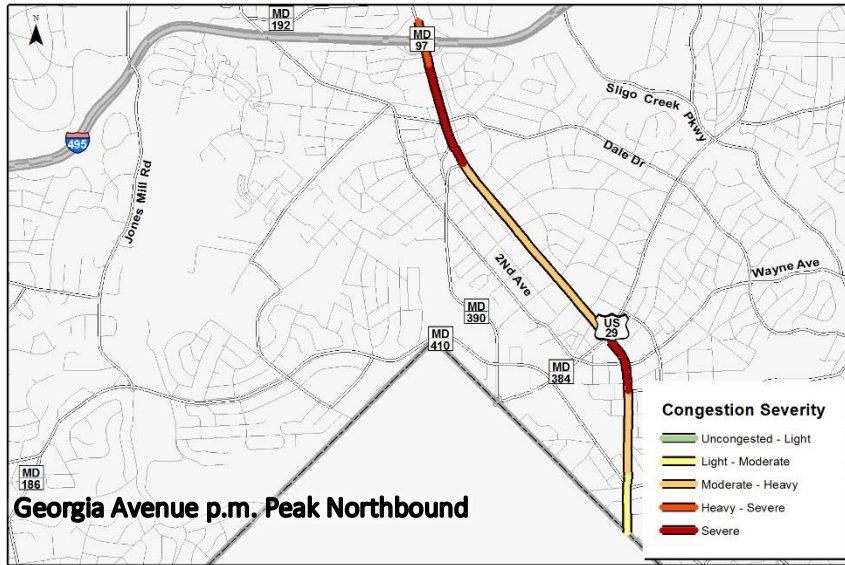 N
MD
192
MD
97
495
Jones Mill Rd
Sligo Creek Pkwy
Dale Dr
2Nd Ave
Wayne Ave
US
29
MD
390
MD
410
MD
384
MD
186
Georgia Avenue p.m. Peak Northbound
Congestion Severity
Uncongested - Light
Light - Moderate
Moderate - Heavy
Heavy - Severe
Severe